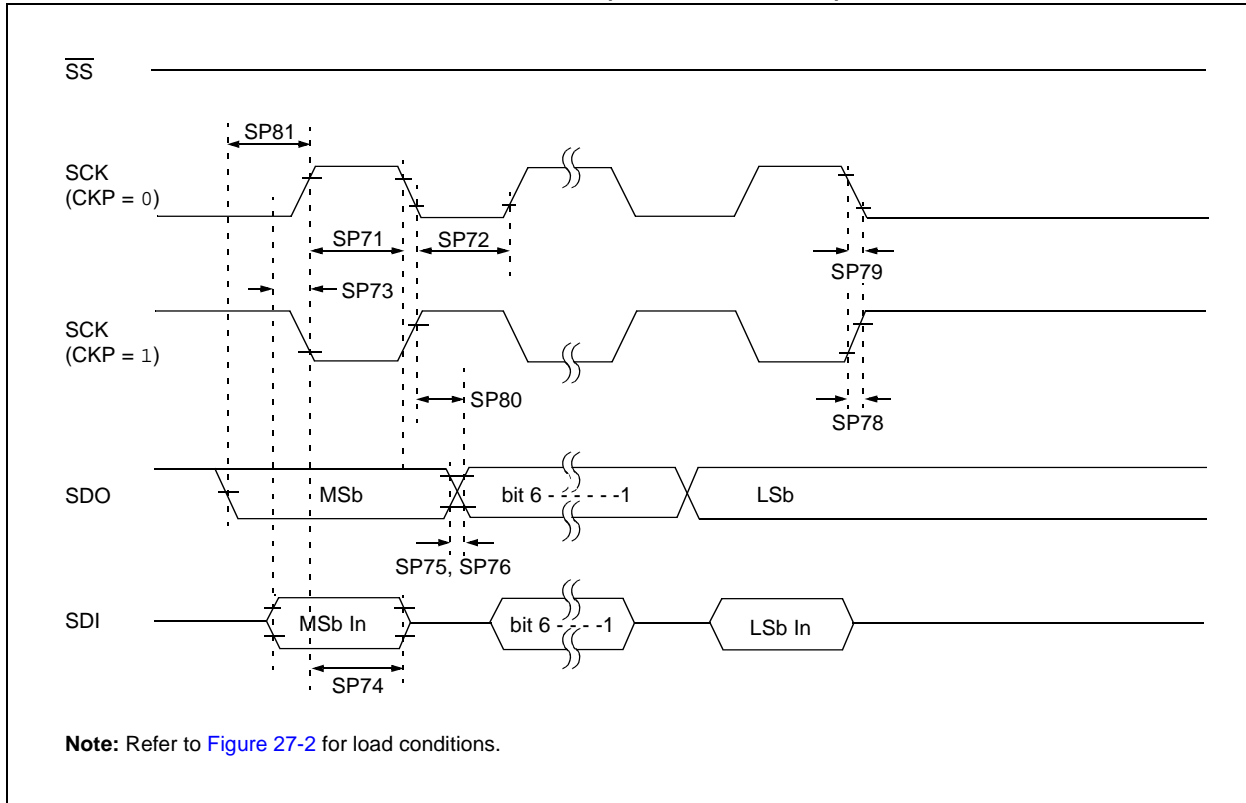 SS
SP81
SCK
(CKP = 0)
SP71
SP72
SP79
SP73
SCK
(CKP = 1)
SP80
SP78
SDO
MSb
bit 6 - - - - - -1
LSb
SP75, SP76
SDI
MSb In
bit 6 - - - -1
LSb In
SP74
Note: Refer to Figure 27-2 for load conditions.